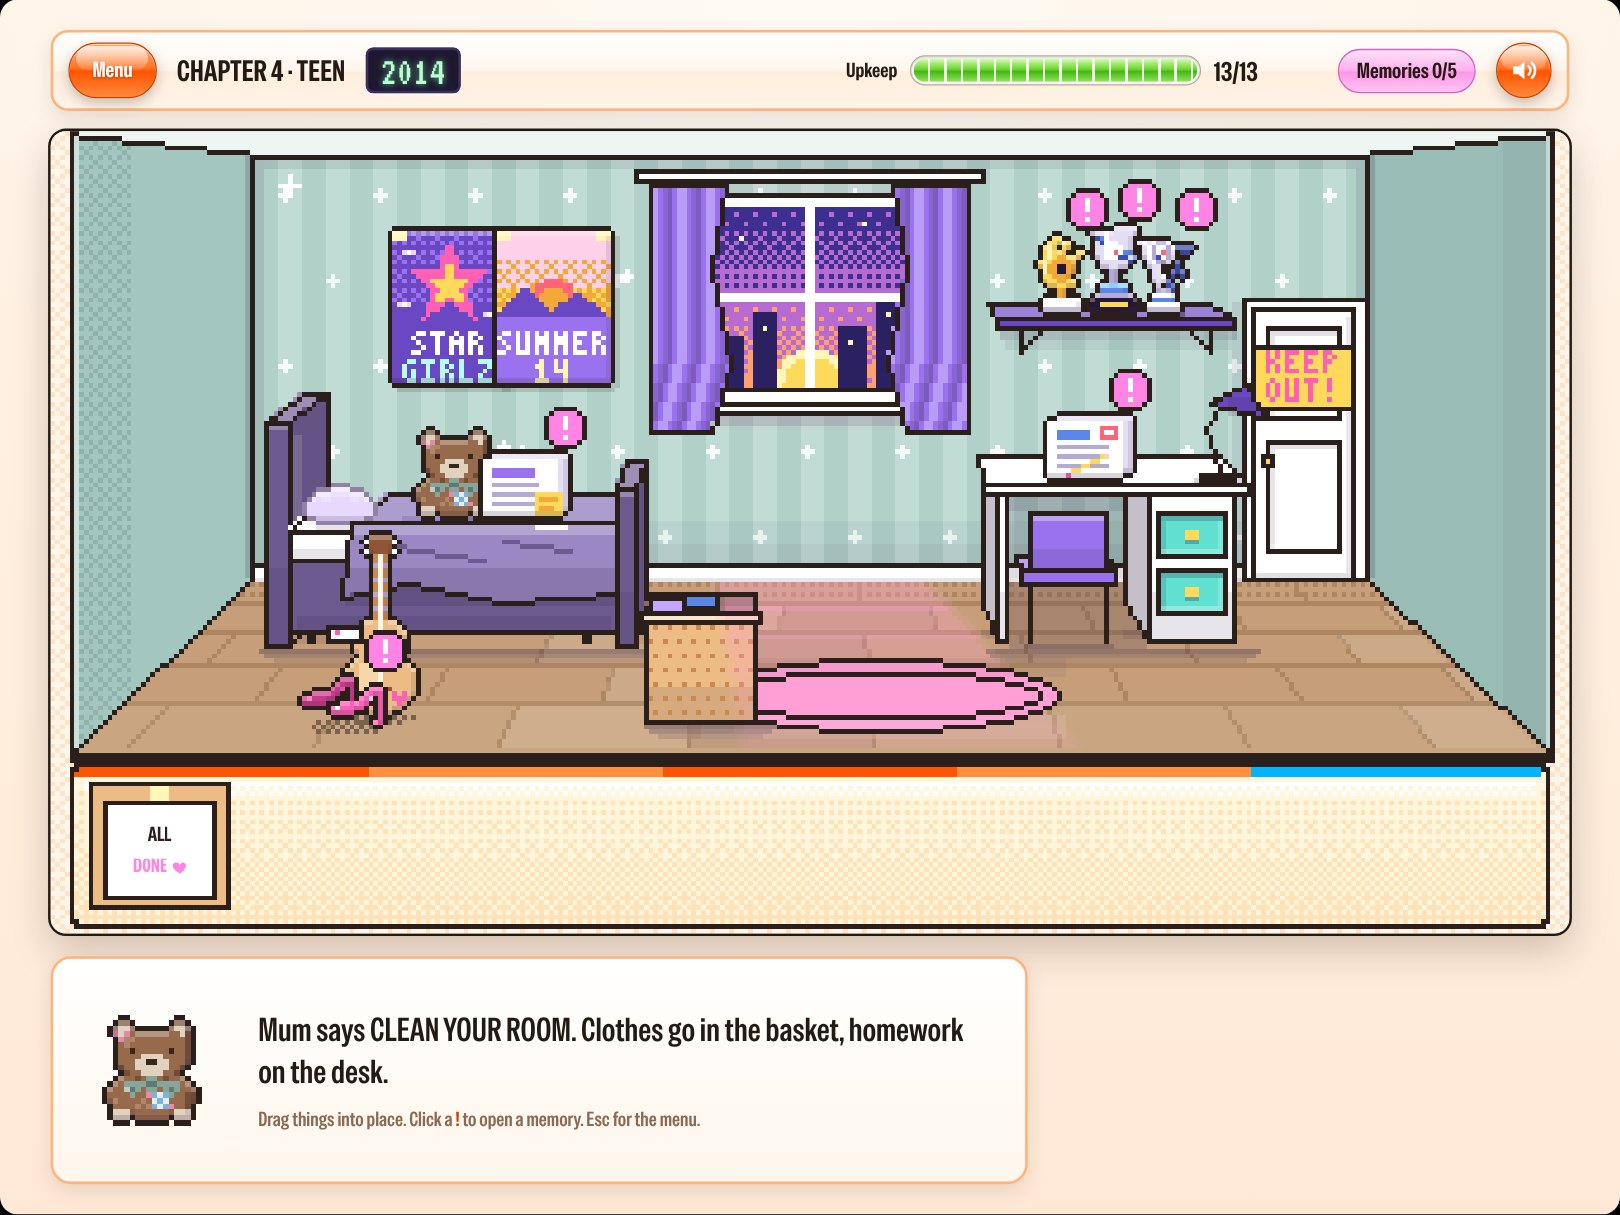 Menu
CHAPTER 4 · TEEN
2014
Upkeep
13/13
Memories 0/5
!
!
!
STAR
GIRLZ
SUMMER
14
KEEP
OUT!
!
!
!
ALL
DONE ♥
Mum says CLEAN YOUR ROOM. Clothes go in the basket, homework
on the desk.
Drag things into place. Click a ! to open a memory. Esc for the menu.